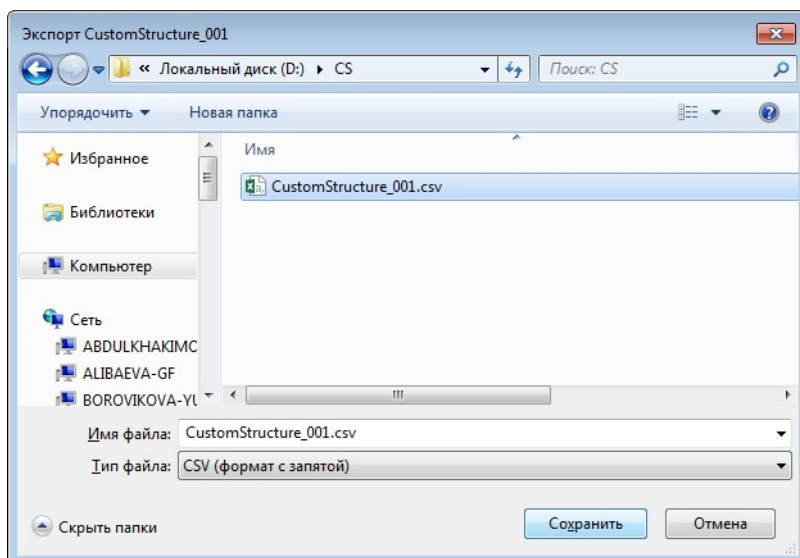 Экспорт CustomStructure_001
« Локальный диск (D:) CS
Поиск: CS
Упорядочить Новая папка
Избранное
Библиотеки
Компьютер
Сеть
ABDULKHAKIMO
ALIBAEVA-GF
BOROVIKOVA-YU
Имя
CustomStructure_001.csv
Имя файла: CustomStructure_001.csv
Тип файла: CSV (формат с запятой)
Скрыть папки
Сохранить Отмена